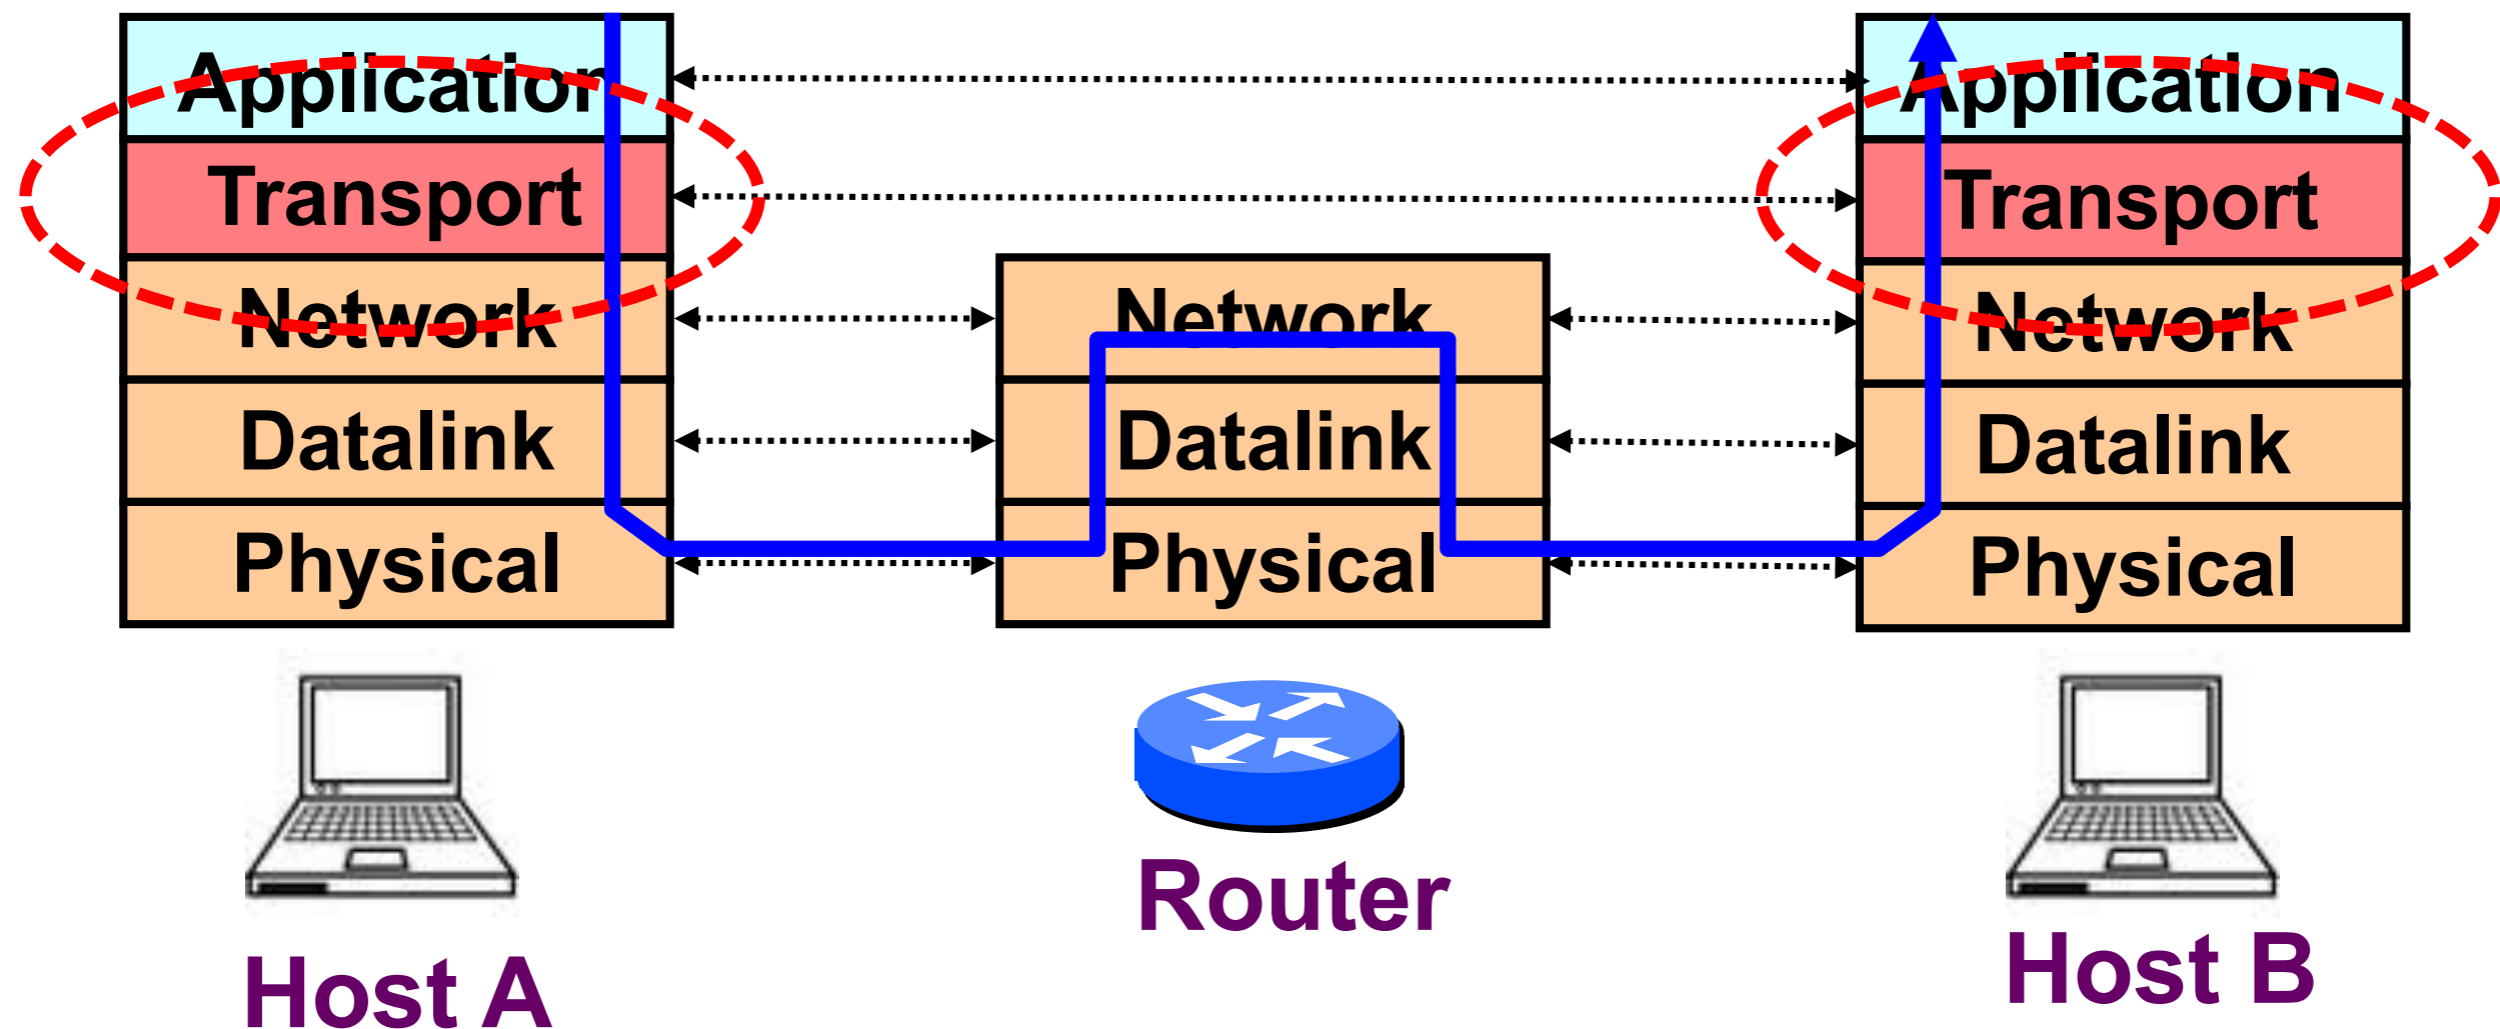 Application
Transport
Network
Datalink
Physical
Host A
Network
Datalink
Physical
Router
Application
Transport
Network
Datalink
Physical
Host B